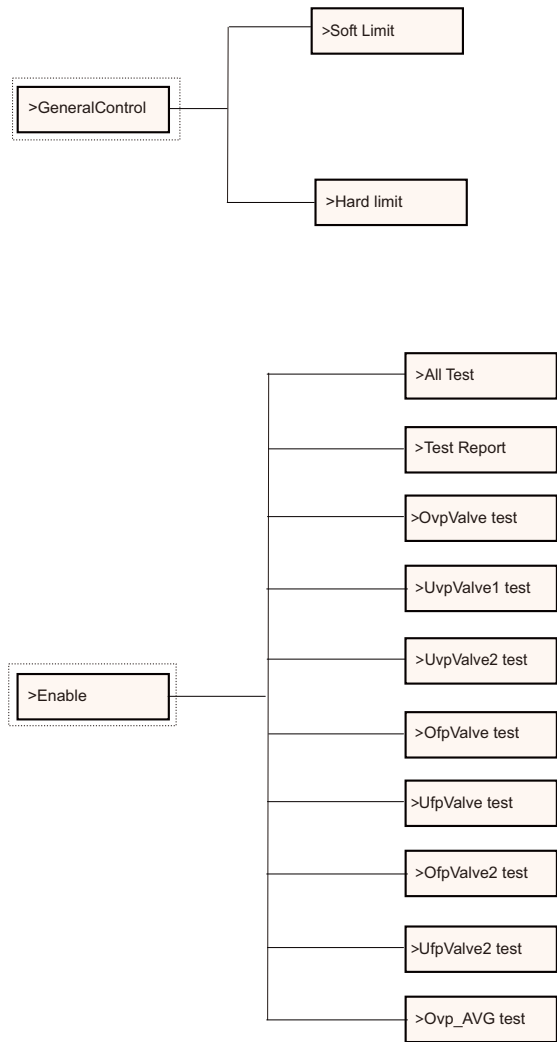 >Soft Limit
>GeneralControl
>Hard limit
>All Test
>Test Report
>OvpValve test
>UvpValve1 test
>UvpValve2 test
>Enable
>OfpValve test
>UfpValve test
>OfpValve2 test
>UfpValve2 test
>Ovp_AVG test